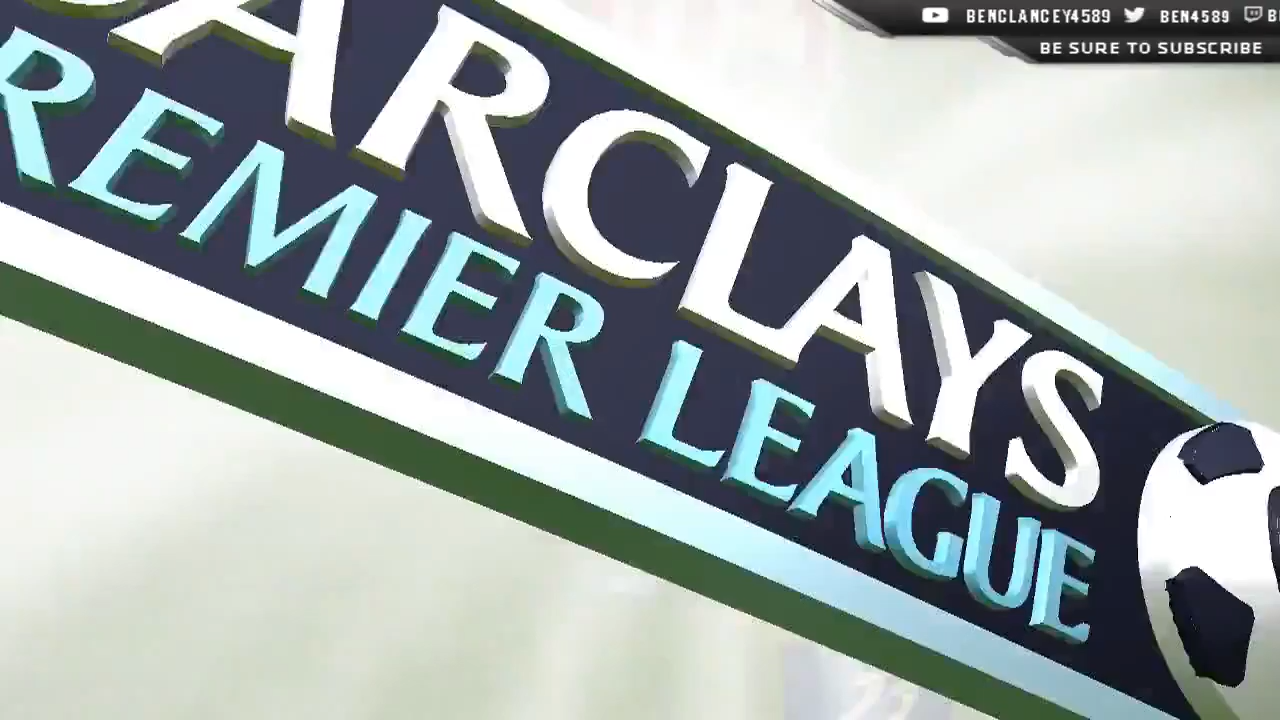 BENCLANCEY4589 BEN4589 B
BE SURE TO SUBSCRIBE
ARCLAYS
REMIER LEAGUE